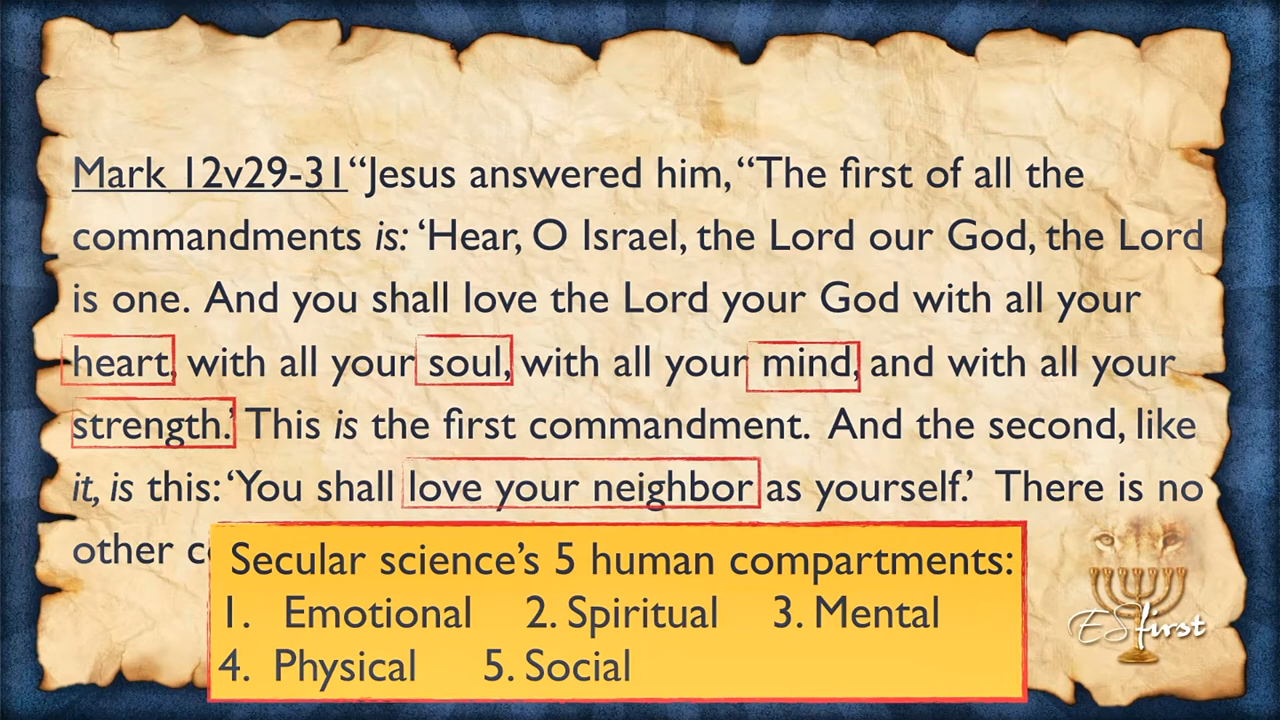 Mark 12v29-31“Jesus answered him, “The first of all the
commandments is: ‘Hear, O Israel, the Lord our God, the Lord
is one. And you shall love the Lord your God with all your
heart, with all your soul, with all your mind, and with all your
strength.’ This is the first commandment. And the second, like
it, is this: ‘You shall love your neighbor as yourself.’ There is no
other
Secular science’s 5 human compartments:
1. Emotional 2. Spiritual 3. Mental
4. Physical 5. Social
ESfirst